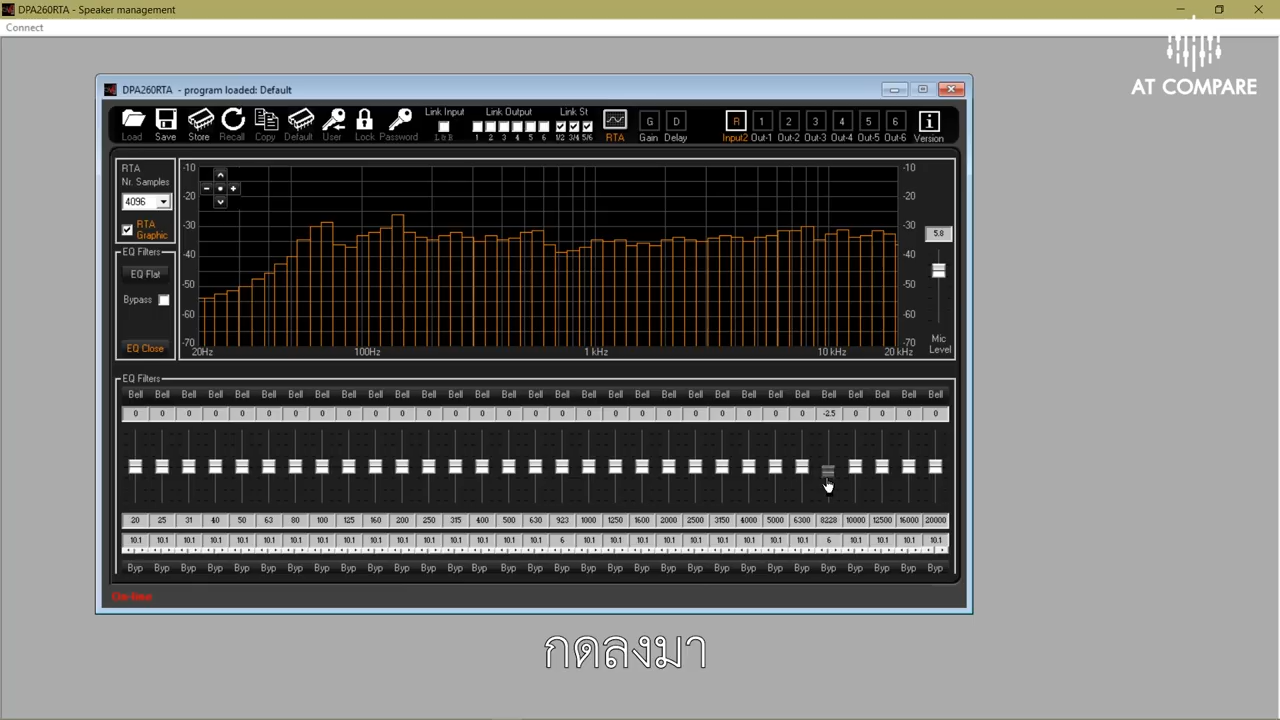 DPA260RTA - Speaker management
Connect
AT COMPARE
DPA260RTA - program loaded: Default
Load Save Store Recall Copy Default User Lock Password
Link Input
L & B
Link Output
1 2 3 4 5 6
Link St
1/2 3/4 5/6
RTA
G Gain D Delay
R Input2 1 Out-1 2 Out-2 3 Out-3 4 Out-4 5 Out-5 6 Out-6
Version
RTA
Nr. Samples
4096
RTA Graphic
EQ Filters
EQ Flat
Bypass
EQ Close
-10 -20 -30 -40 -50 -60 -70
20Hz 100Hz 1 kHz 10 kHz 20 kHz
-10 -20 -30 -40 -50 -60 -70
5.8
Mic Level
EQ Filters
Bell Bell Bell Bell Bell Bell Bell Bell Bell Bell Bell Bell Bell Bell Bell Bell Bell Bell Bell Bell Bell Bell Bell Bell Bell Bell Bell Bell Bell Bell Bell
0 0 0 0 0 0 0 0 0 0 0 0 0 0 0 0 0 0 0 0 0 0 0 0 0 0 -2.5 0 0 0 0
20 25 31 40 50 63 80 100 125 160 200 250 315 400 500 630 923 1000 1250 1600 2000 2500 3150 4000 5000 6300 8228 10000 12500 16000 20000
10.1 10.1 10.1 10.1 10.1 10.1 10.1 10.1 10.1 10.1 10.1 10.1 10.1 10.1 10.1 10.1 6 10.1 10.1 10.1 10.1 10.1 10.1 10.1 10.1 10.1 6 10.1 10.1 10.1 10.1
Byp Byp Byp Byp Byp Byp Byp Byp Byp Byp Byp Byp Byp Byp Byp Byp Byp Byp Byp Byp Byp Byp Byp Byp Byp Byp Byp Byp Byp Byp Byp
On-line
กดลงมา